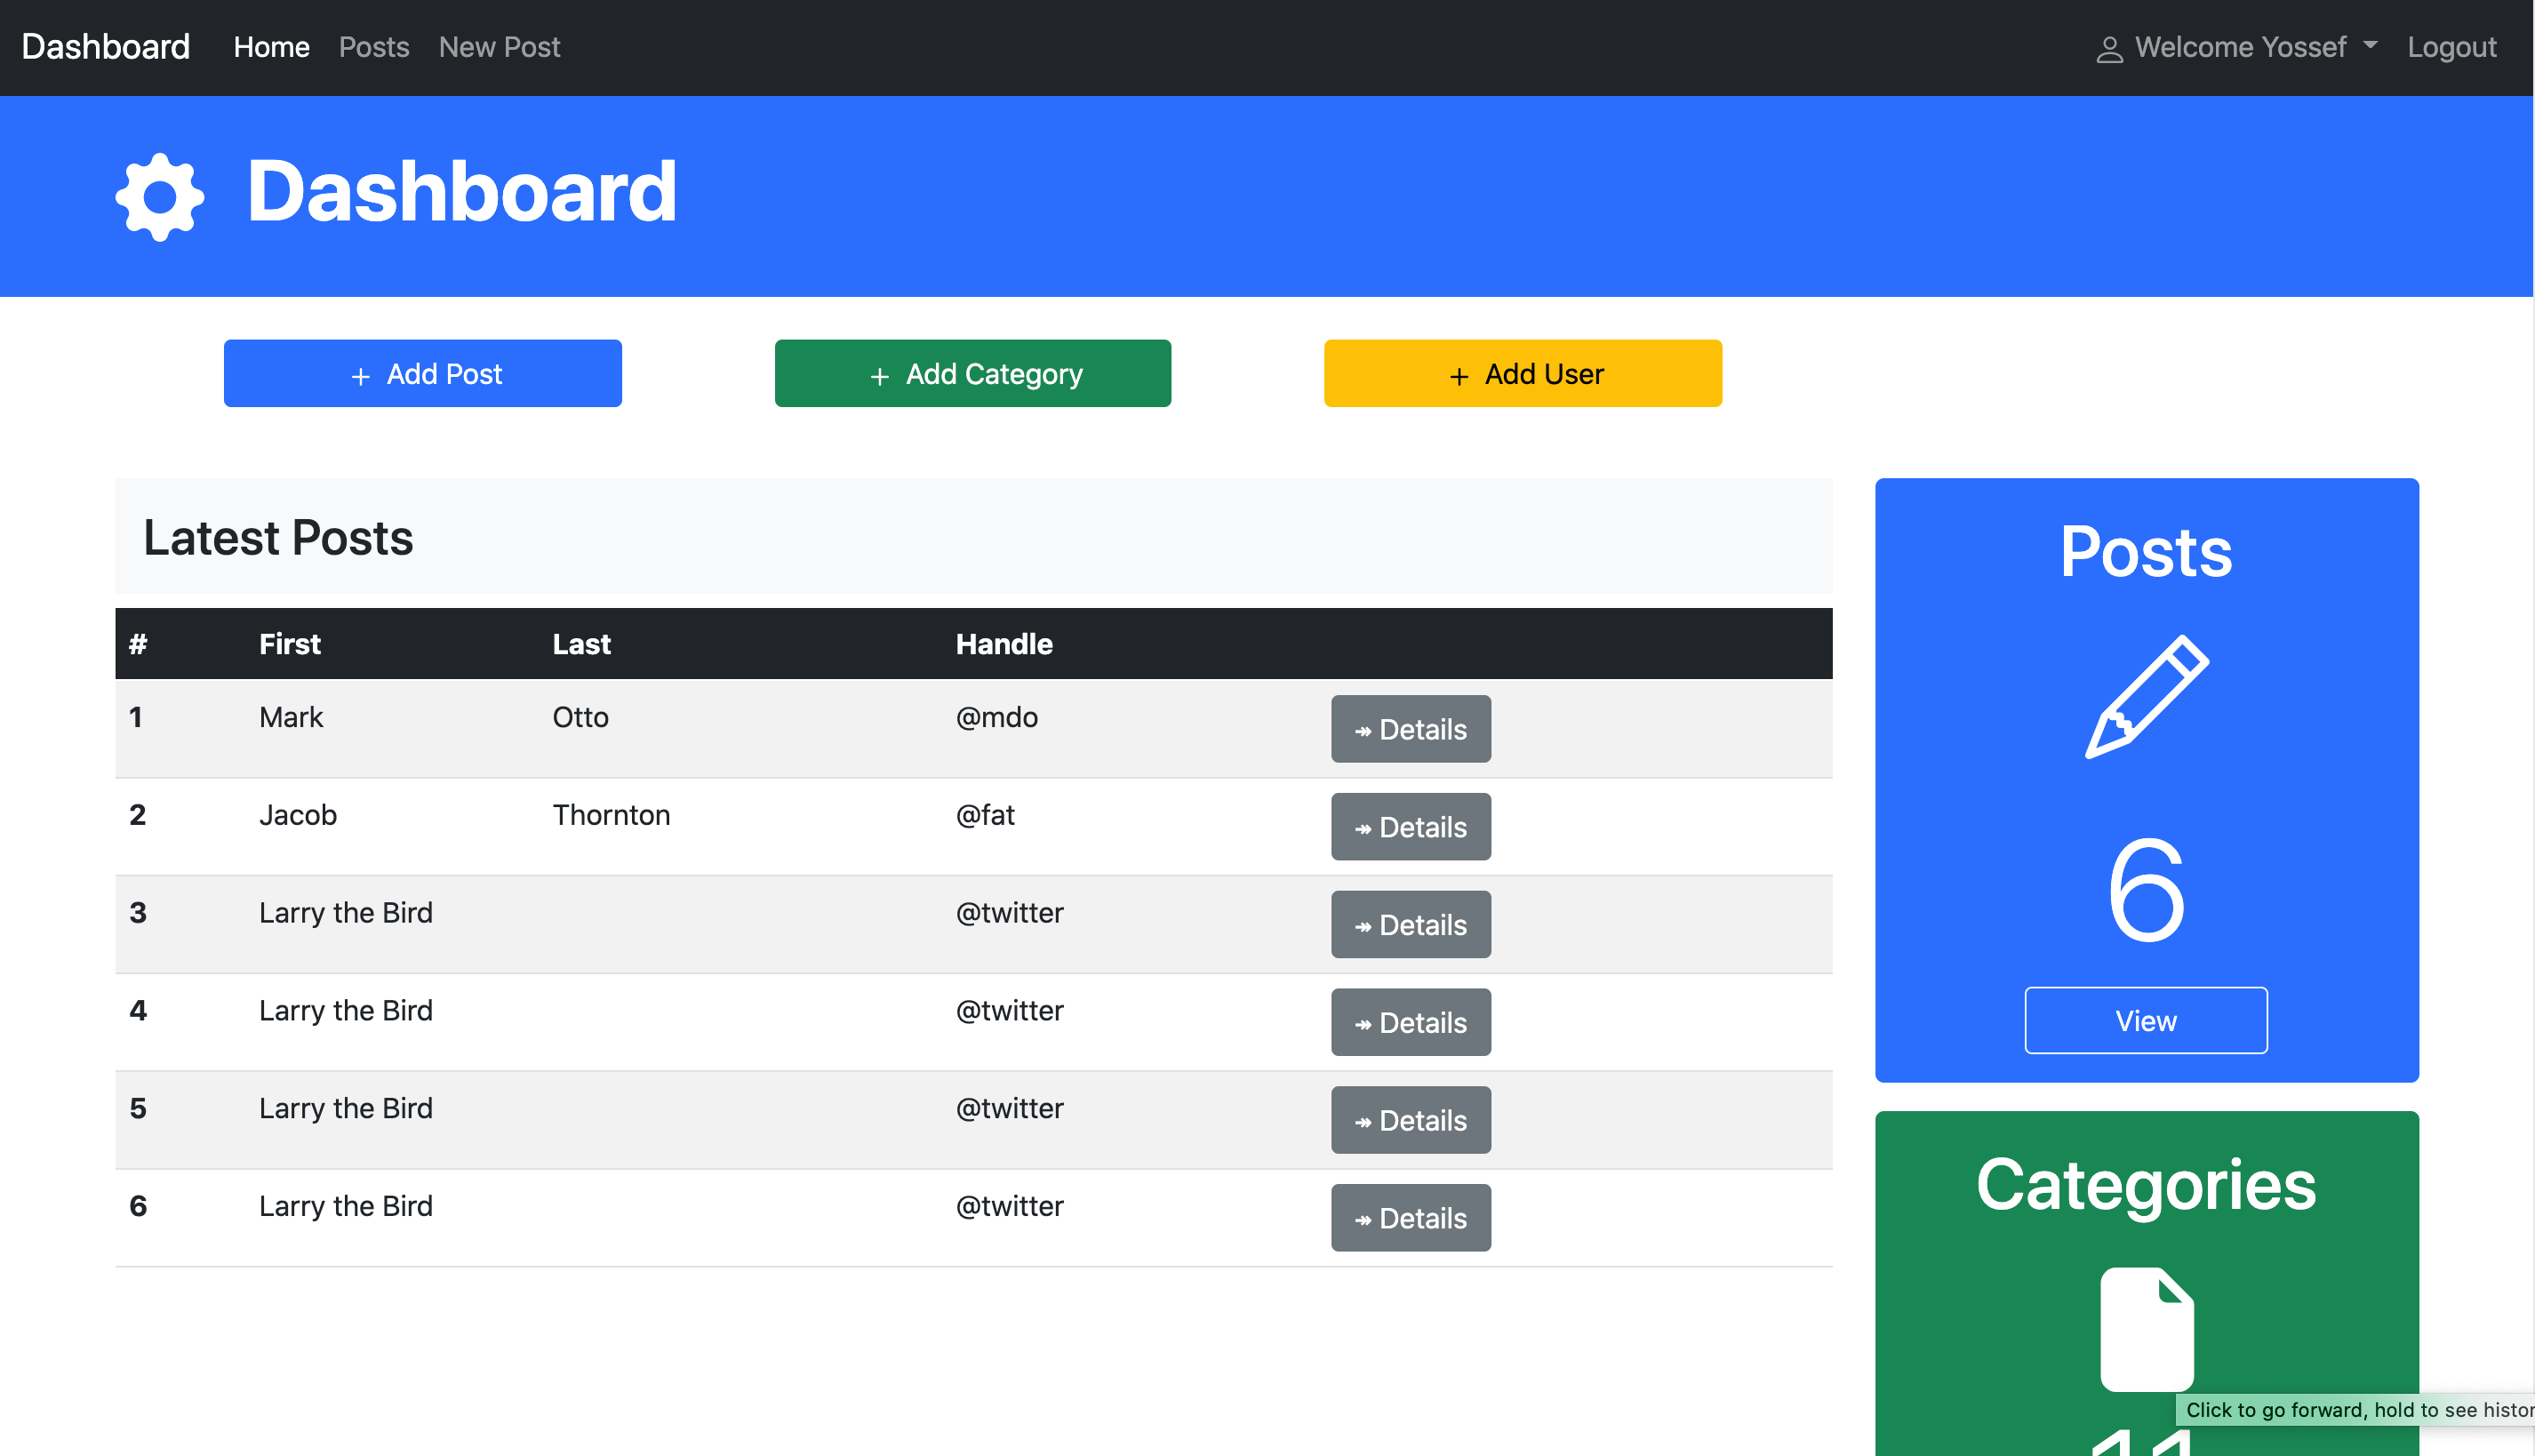 Dashboard Home Posts New Post Welcome Yossef Logout
Dashboard
+ Add Post + Add Category + Add User
Latest Posts
# First Last Handle
1 Mark Otto @mdo Details
2 Jacob Thornton @fat Details
3 Larry the Bird @twitter Details
4 Larry the Bird @twitter Details
5 Larry the Bird @twitter Details
6 Larry the Bird @twitter Details
Posts
6
View
Categories
Click to go forward, hold to see
11